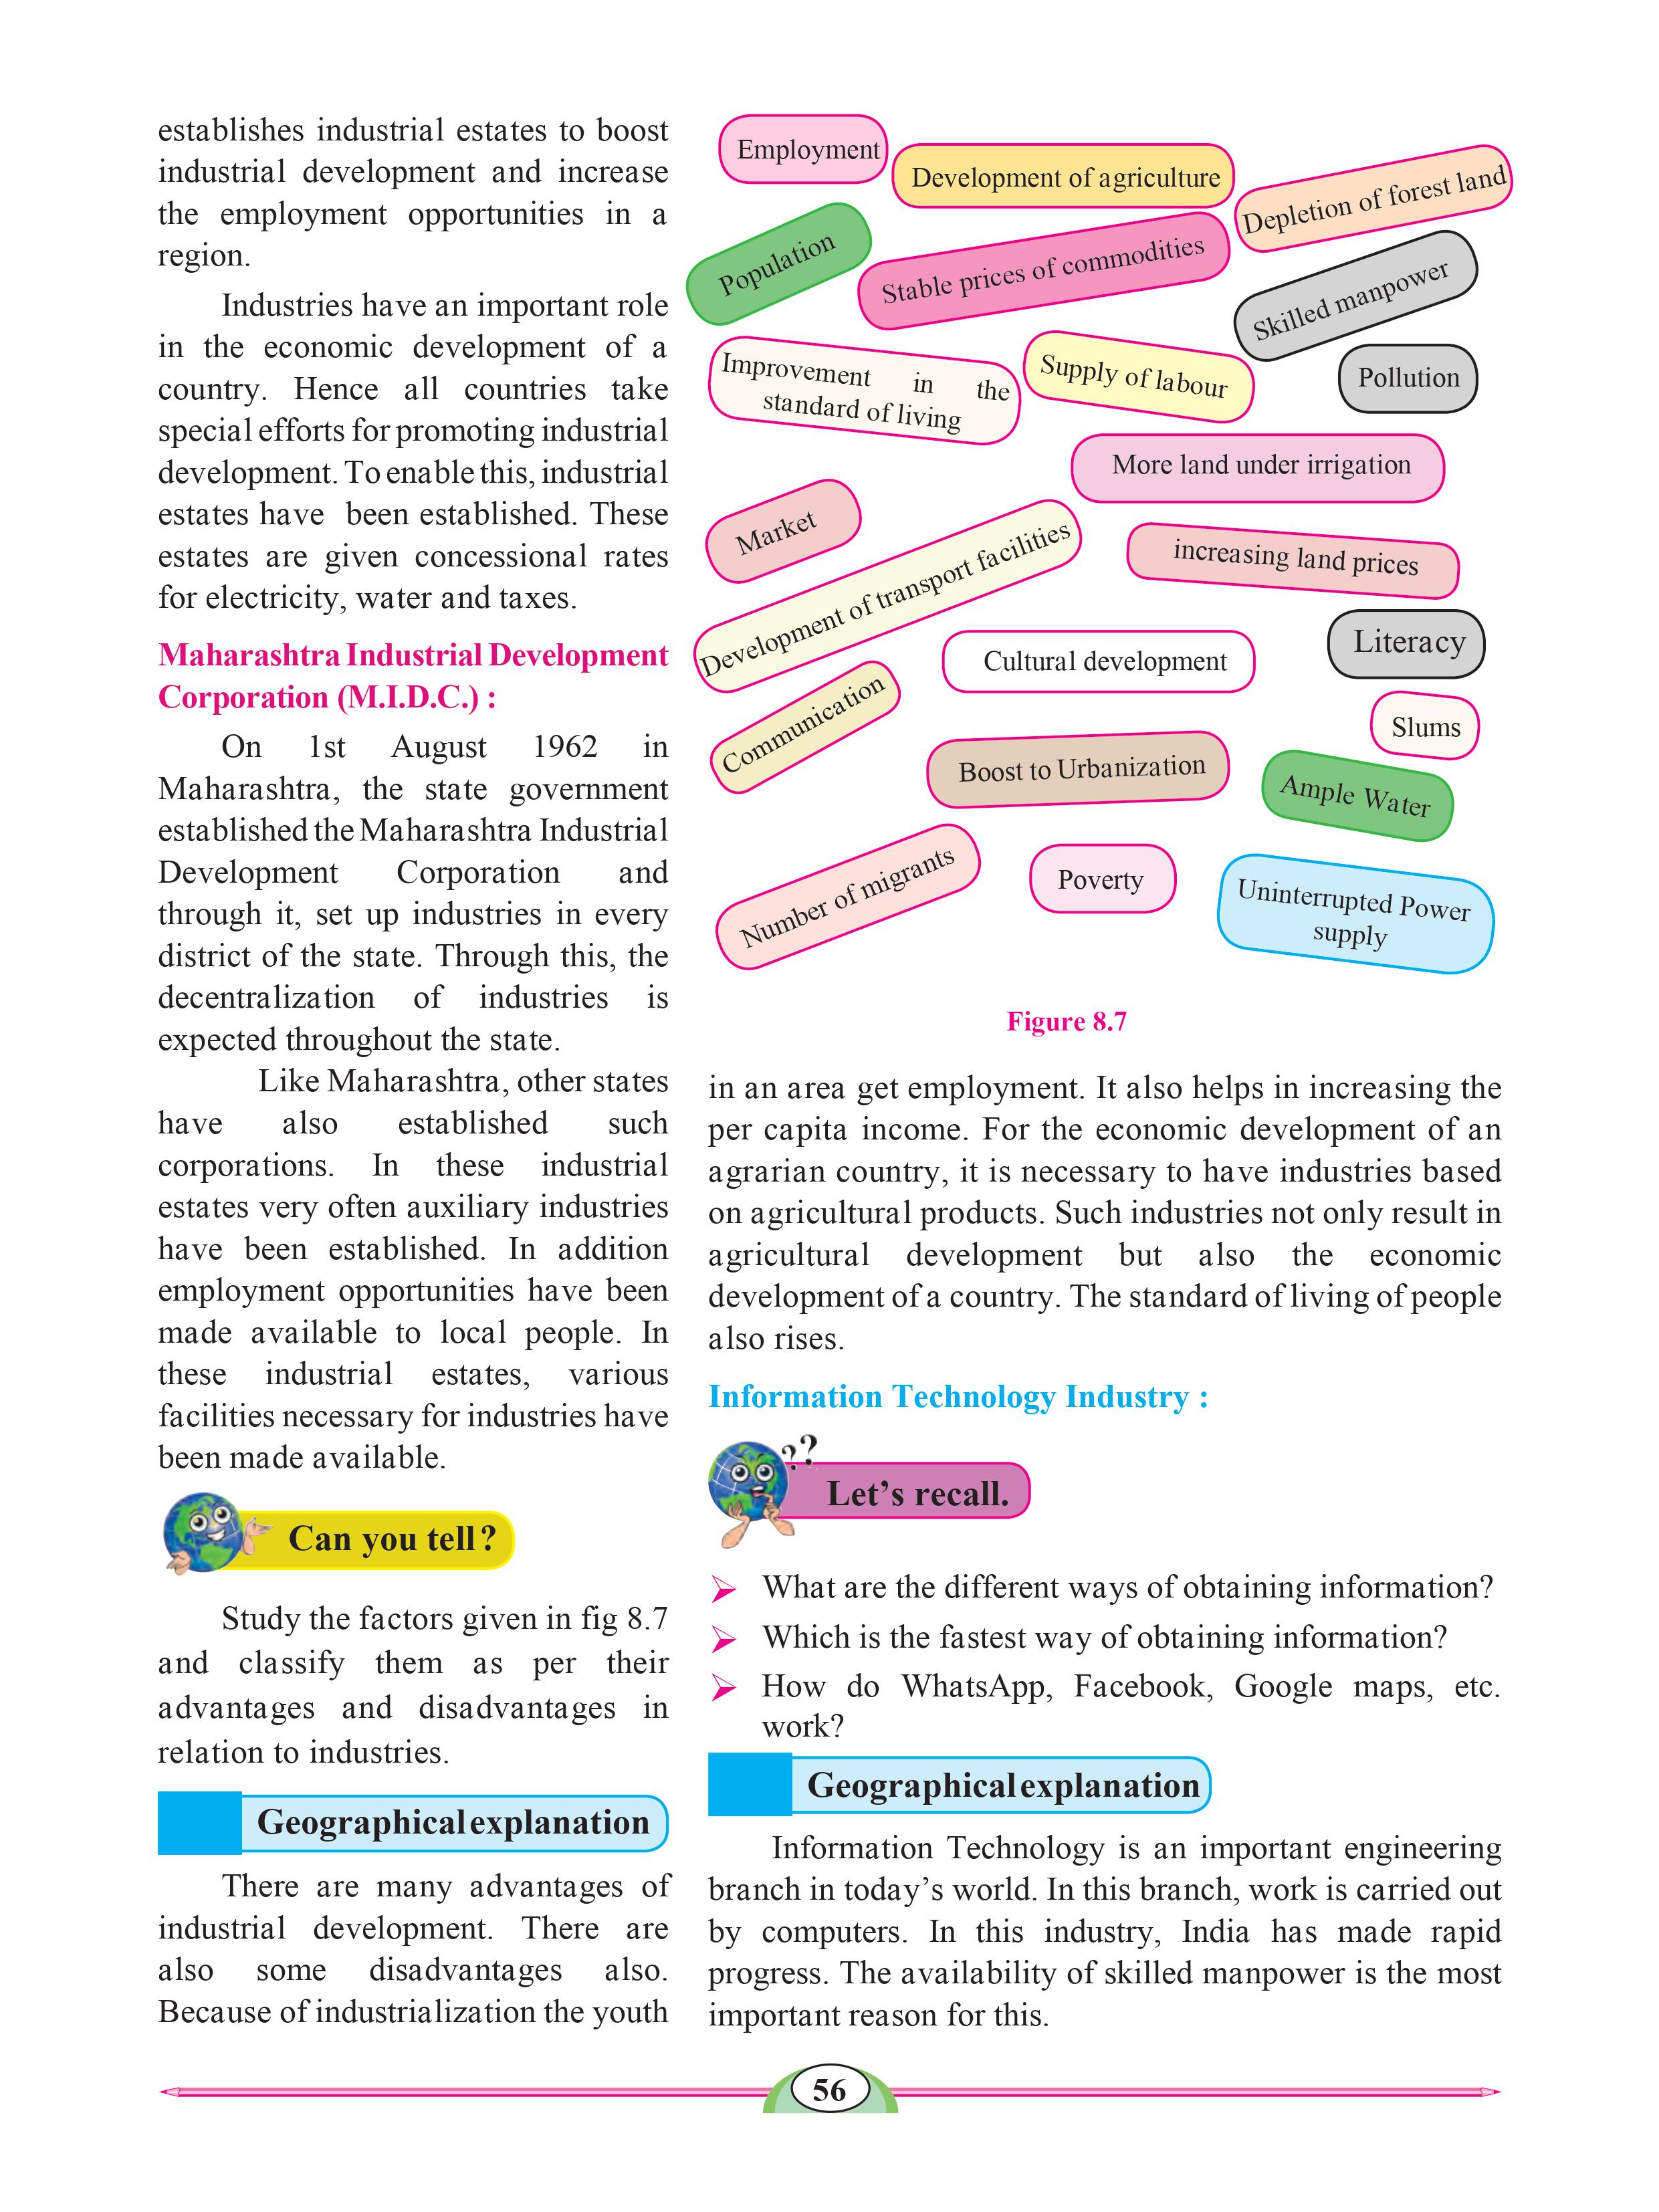 establishes industrial estates to boost
industrial development and increase
the employment opportunities in a
region.
Industries have an important role
in the economic development of a
country. Hence all countries take
special efforts for promoting industrial
development. To enable this, industrial
estates have been established. These
estates are given concessional rates
for electricity, water and taxes.
Maharashtra Industrial Development
Corporation (M.I.D.C.) :
On 1st August 1962 in
Maharashtra, the state government
established the Maharashtra Industrial
Development Corporation and
through it, set up industries in every
district of the state. Through this, the
decentralization of industries is
expected throughout the state.
Like Maharashtra, other states
have also established such
corporations. In these industrial
estates very often auxiliary industries
have been established. In addition
employment opportunities have been
made available to local people. In
these industrial estates, various
facilities necessary for industries have
been made available.
Can you tell?
Study the factors given in fig 8.7
and classify them as per their
advantages and disadvantages in
relation to industries.
Geographical explanation
There are many advantages of
industrial development. There are
also some disadvantages also.
Because of industrialization the youth
Employment
Development of agriculture
Depletion of forest land
Population
Stable prices of commodities
Skilled manpower
Improvement in the
standard of living
Supply of labour
Pollution
More land under irrigation
Market
Development of transport facilities
increasing land prices
Cultural development
Literacy
Communication
Slums
Boost to Urbanization
Ample Water
Number of migrants
Poverty
Uninterrupted Power
supply
Figure 8.7
in an area get employment. It also helps in increasing the
per capita income. For the economic development of an
agrarian country, it is necessary to have industries based
on agricultural products. Such industries not only result in
agricultural development but also the economic
development of a country. The standard of living of people
also rises.
Information Technology Industry :
??
Let's recall.
➢ What are the different ways of obtaining information?
➢ Which is the fastest way of obtaining information?
➢ How do WhatsApp, Facebook, Google maps, etc.
work?
Geographical explanation
Information Technology is an important engineering
branch in today's world. In this branch, work is carried out
by computers. In this industry, India has made rapid
progress. The availability of skilled manpower is the most
important reason for this.
56